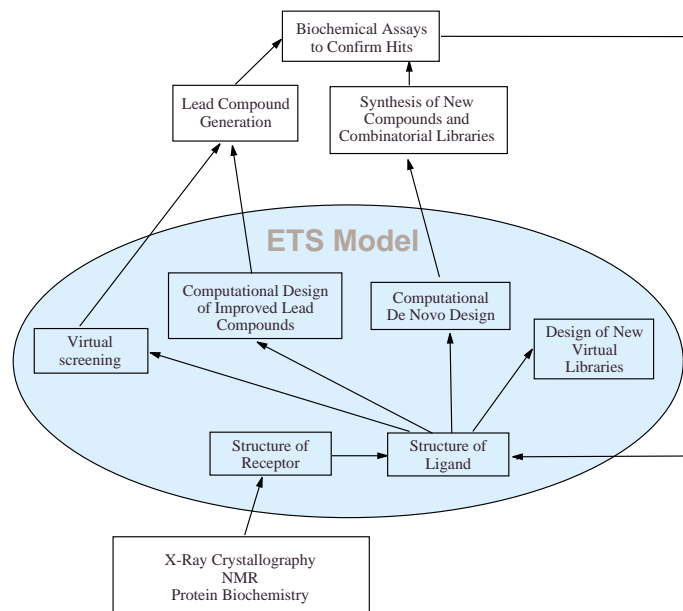 Biochemical Assays
to Confirm Hits
Lead Compound
Generation
Synthesis of New
Compounds and
Combinatorial Libraries
ETS Model
Computational Design
of Improved Lead
Compounds
Computational
De Novo Design
Virtual
screening
Design of New
Virtual
Libraries
Structure of
Receptor
Structure of
Ligand
X-Ray Crystallography
NMR
Protein Biochemistry